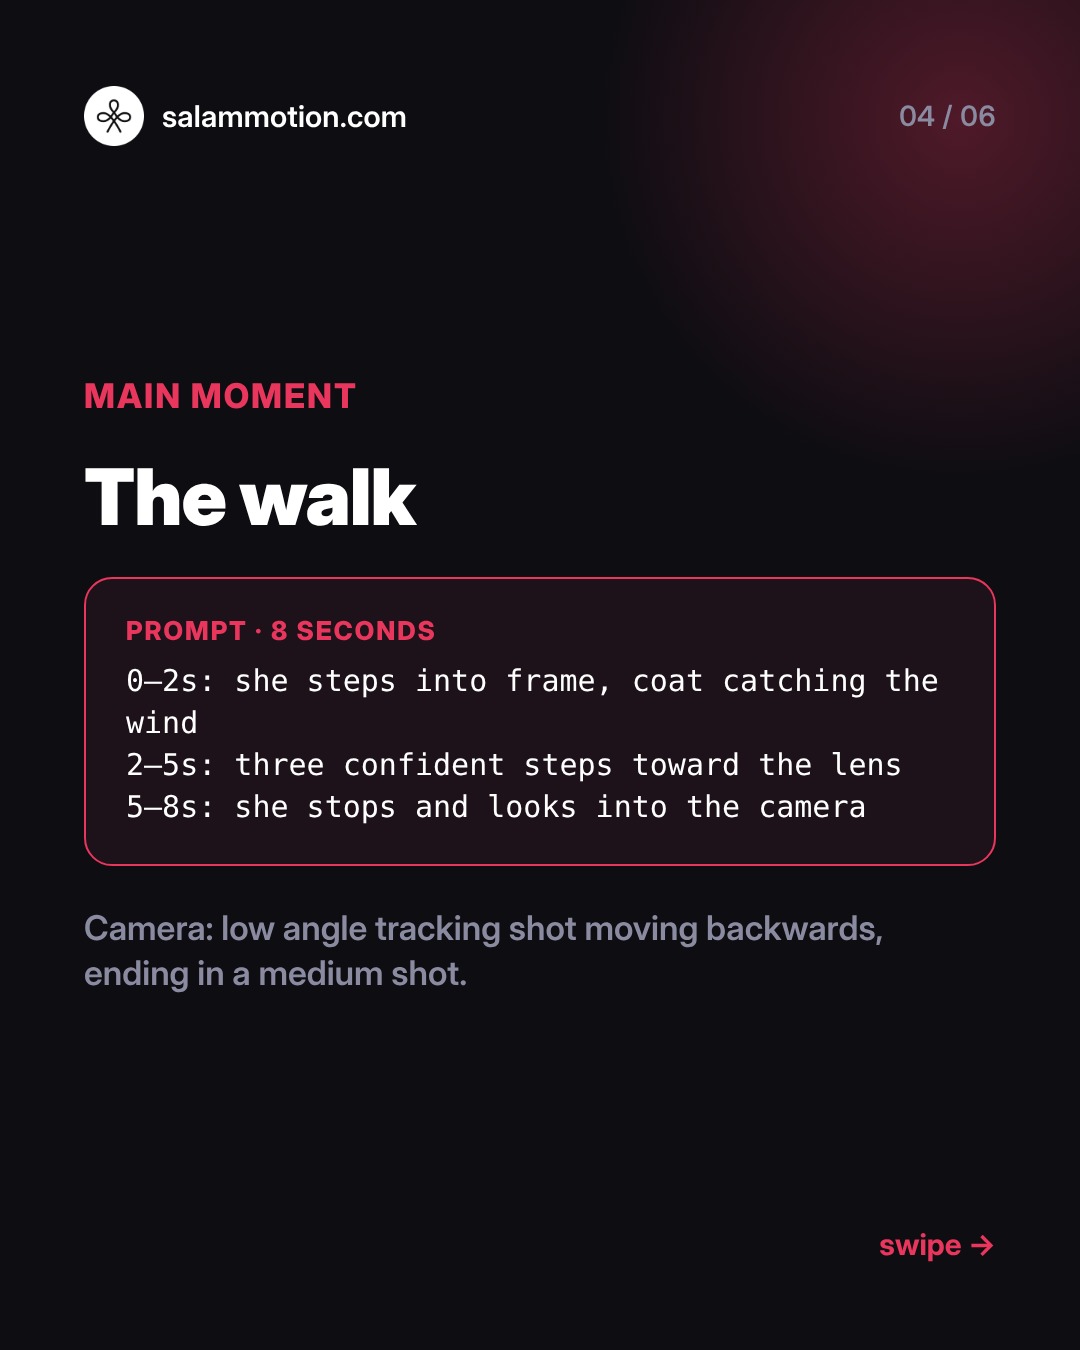 salammotion.com
04 / 06
MAIN MOMENT
The walk
PROMPT · 8 SECONDS
0–2s: she steps into frame, coat catching the
wind
2–5s: three confident steps toward the lens
5–8s: she stops and looks into the camera
Camera: low angle tracking shot moving backwards,
ending in a medium shot.
swipe →